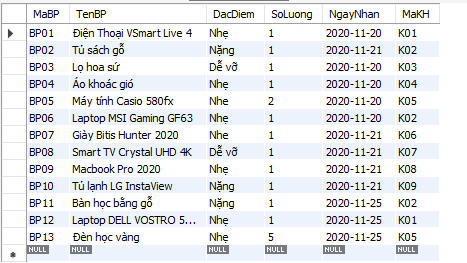 MaBP TenBP DacDiem SoLuong NgayNhan MaKH
BP01 Điện Thoại VSmart Live 4 Nhẹ 1 2020-11-20 K01
BP02 Tủ sách gỗ Nặng 1 2020-11-21 K02
BP03 Lọ hoa sứ Dễ vỡ 1 2020-11-20 K04
BP04 Áo khoác gió Nhẹ 1 2020-11-20 K04
BP05 Máy tính Casio 580fx Nhẹ 2 2020-11-21 K05
BP06 Laptop MSI Gaming GF63 Nhẹ 1 2020-11-20 K02
BP07 Giày Bitis Hunter 2020 Nhẹ 1 2020-11-21 K06
BP08 Smart TV Crystal UHD 4K Dễ vỡ 1 2020-11-21 K07
BP09 Macbook Pro 2020 Nhẹ 1 2020-11-21 K08
BP10 Tủ lạnh LG InstaView Nặng 1 2020-11-21 K09
BP11 Bàn học bằng gỗ Nặng 1 2020-11-25 K07
BP12 Laptop DELL VOSTRO 5... Nhẹ 1 2020-11-25 K01
BP13 Đèn học vàng Nhẹ 5 2020-11-25 K05
NULL NULL NULL NULL NULL NULL